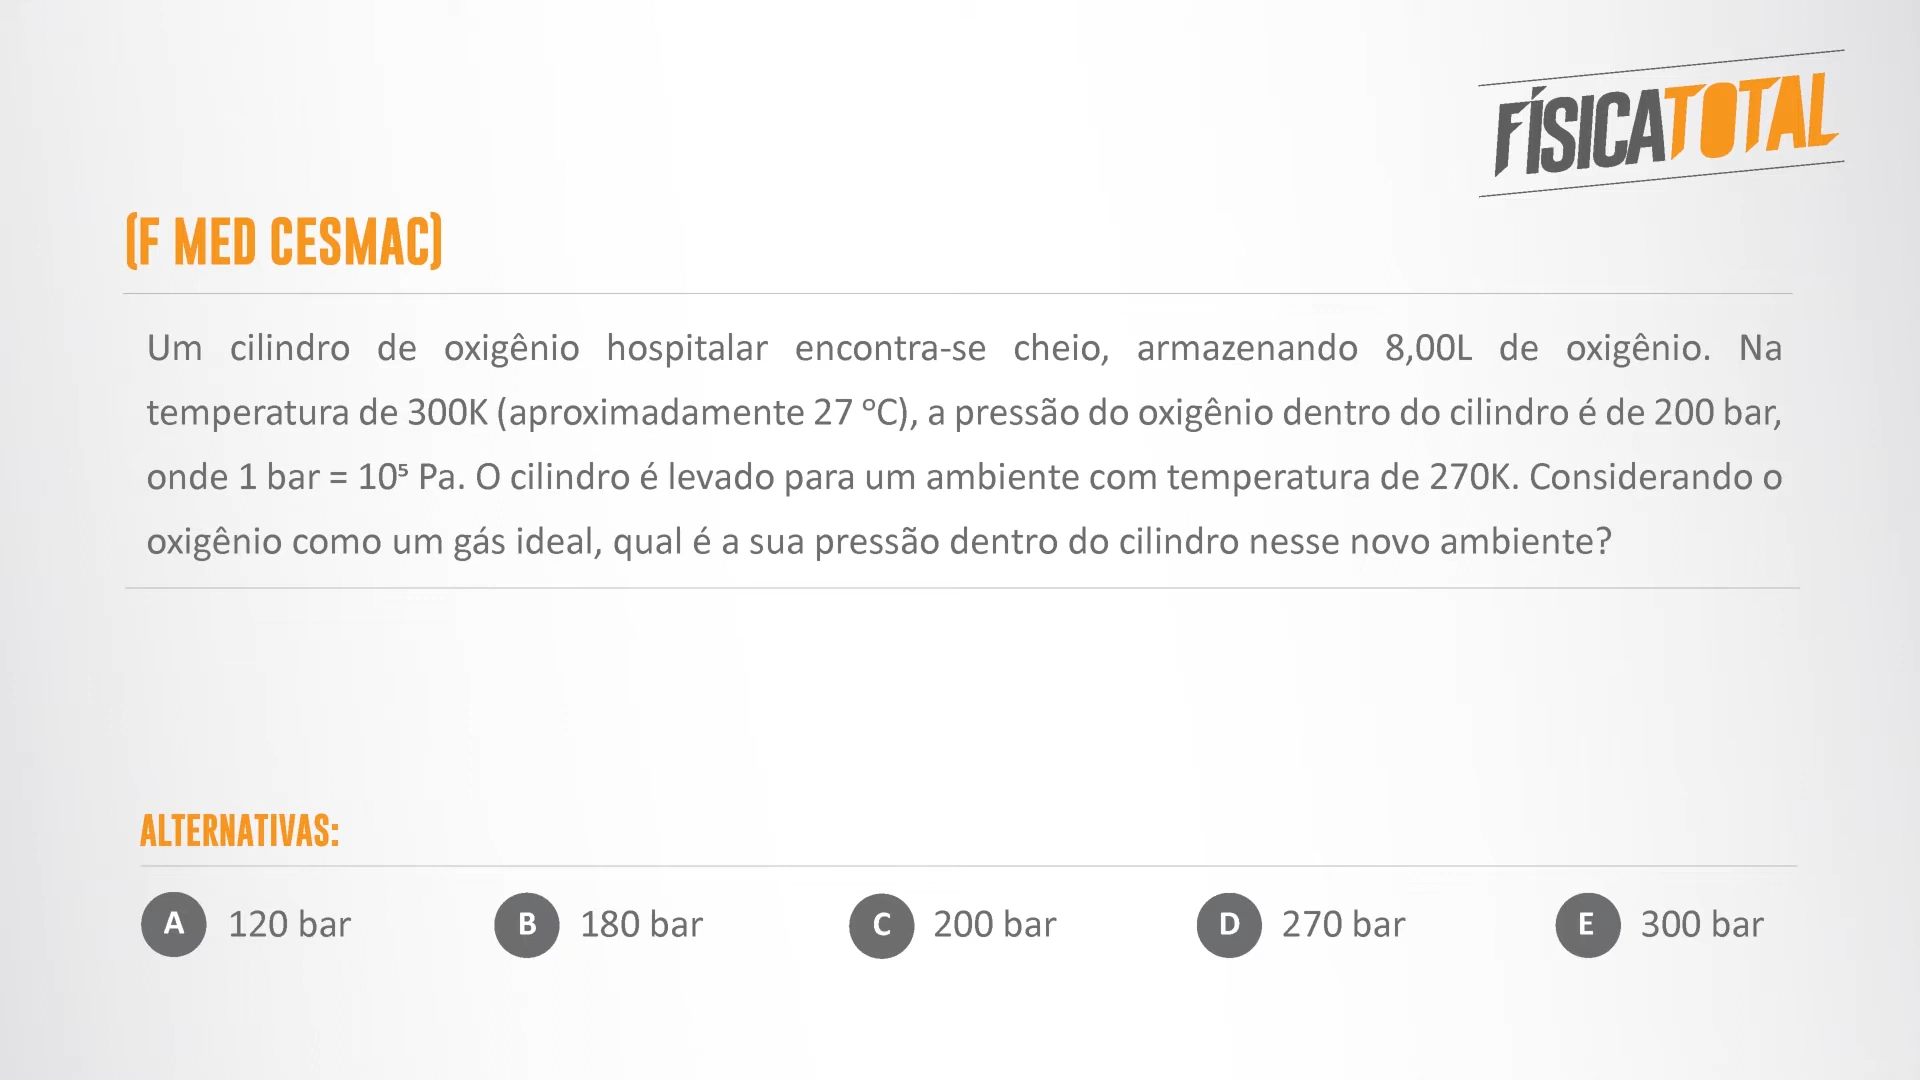 FÍSICATOTAL
(F MED CESMAC)
Um cilindro de oxigênio hospitalar encontra-se cheio, armazenando 8,00L de oxigênio. Na
temperatura de 300K (aproximadamente 27 ºC), a pressão do oxigênio dentro do cilindro é de 200 bar,
onde 1 bar = 10⁵ Pa. O cilindro é levado para um ambiente com temperatura de 270K. Considerando o
oxigênio como um gás ideal, qual é a sua pressão dentro do cilindro nesse novo ambiente?
ALTERNATIVAS:
A 120 bar B 180 bar C 200 bar D 270 bar E 300 bar